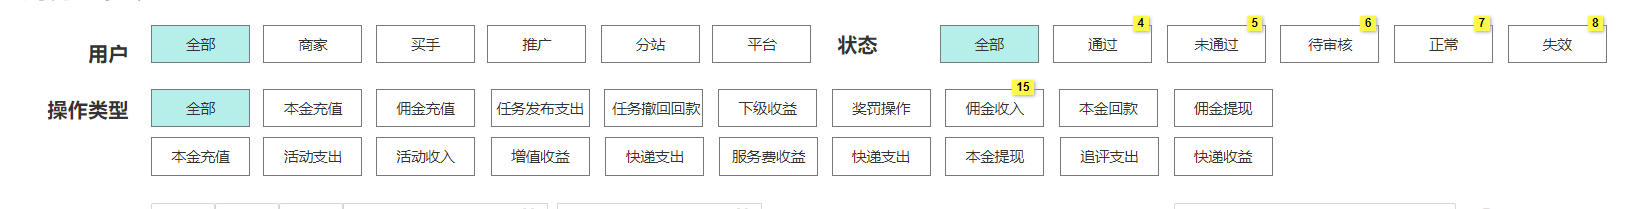 用户 全部 商家 买手 推广 分站 平台 状态 全部 通过 4 未通过 5 待审核 6 正常 7 失效 8
操作类型 全部 本金充值 佣金充值 任务发布支出 任务撤回回款 下级收益 奖罚操作 佣金收入 15 本金回款 佣金提现
本金充值 活动支出 活动收入 增值收益 快递支出 服务费收益 快递支出 本金提现 追评支出 快递收益